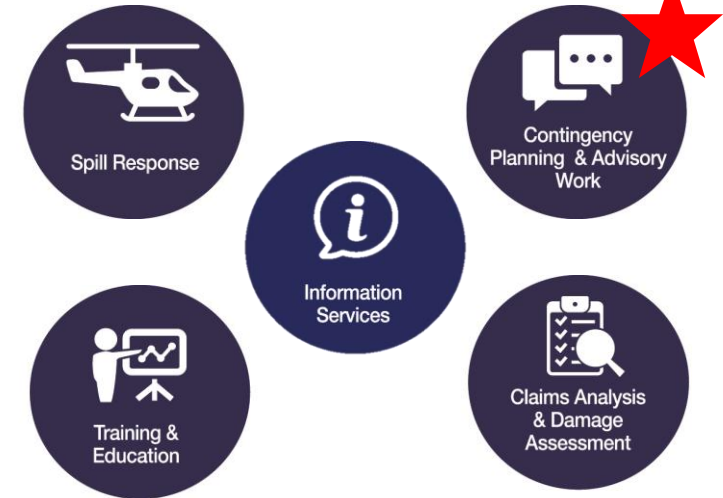 Spill Response
Contingency
Planning & Advisory
Work
Information
Services
Training &
Education
Claims Analysis
& Damage
Assessment